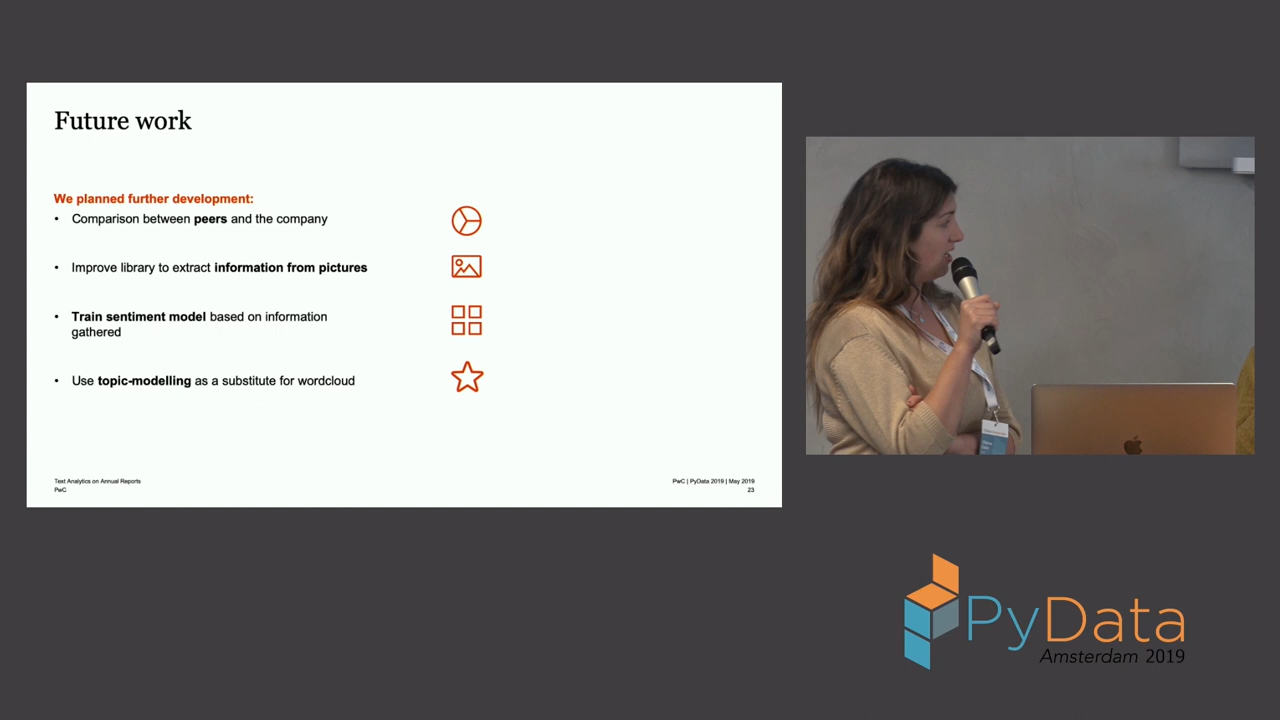 Future work
We planned further development:
• Comparison between peers and the company
• Improve library to extract information from pictures
• Train sentiment model based on information
gathered
• Use topic-modelling as a substitute for wordcloud
Text Analytics on Annual Reports
PwC
PwC | PyData 2019 | May 2019
23
PyData
Amsterdam 2019